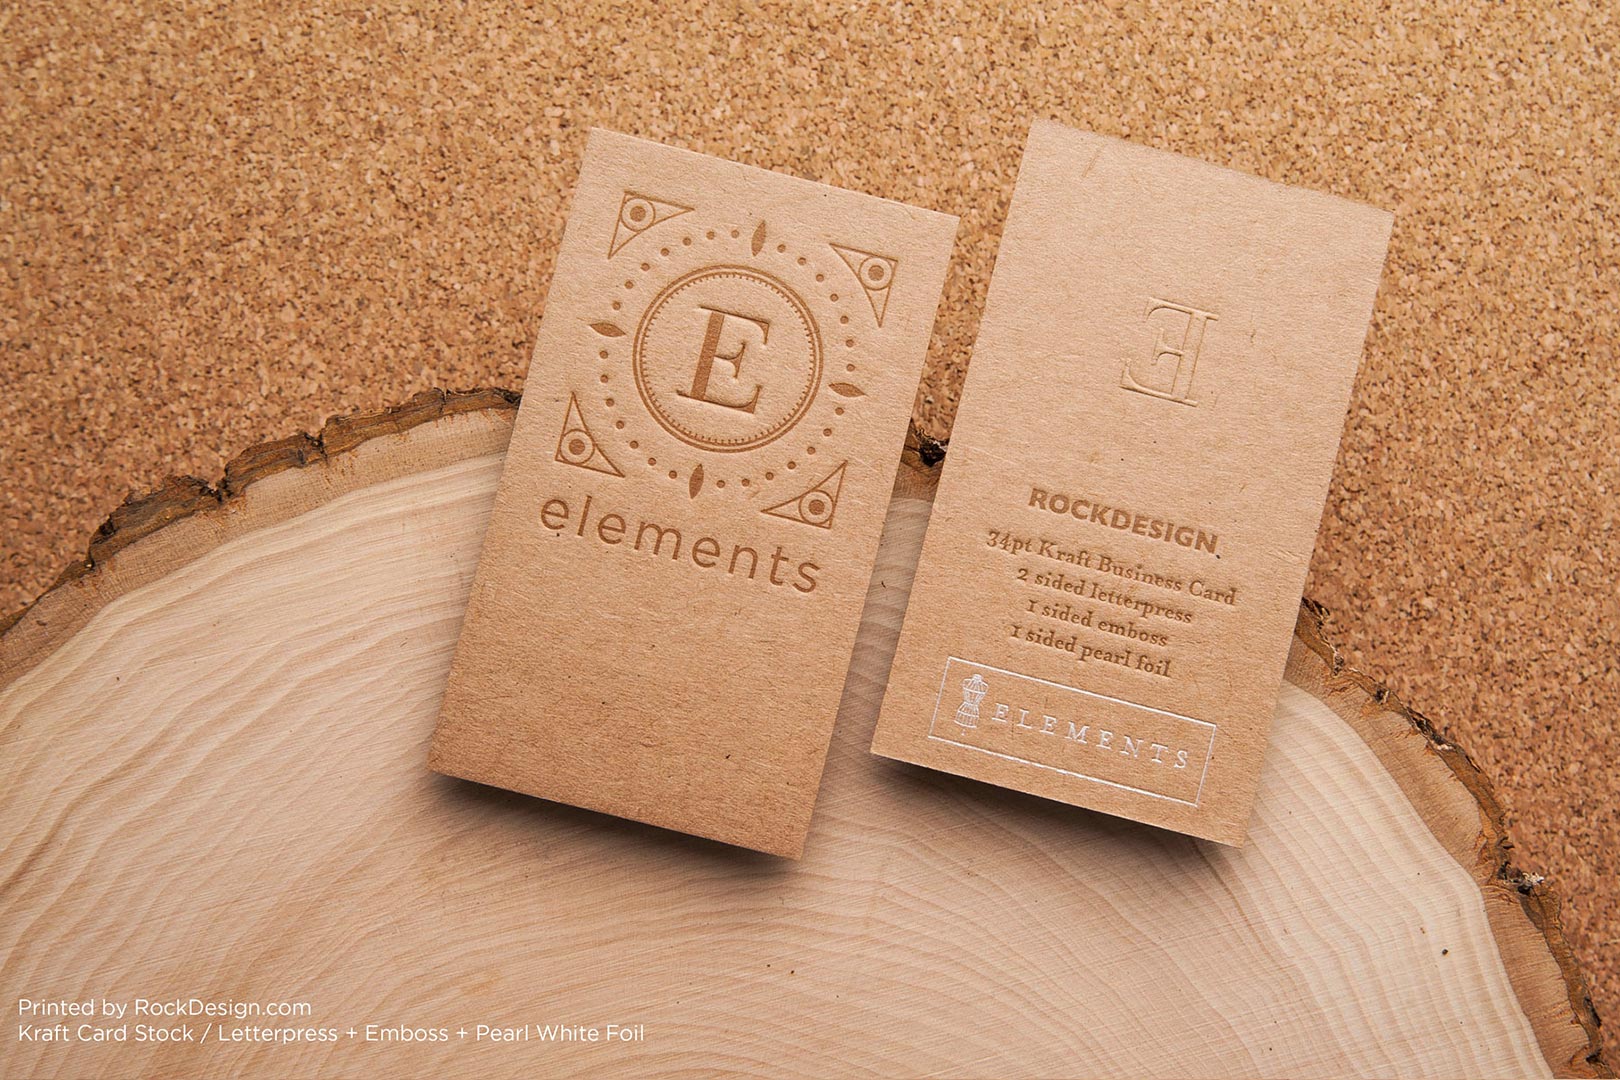 E
elements
E
ROCKDESIGN
34pt Kraft Business Card
2 sided letterpress
1 sided emboss
1 sided pearl foil
ELEMENTS
Printed by RockDesign.com
Kraft Card Stock / Letterpress + Emboss + Pearl White Foil